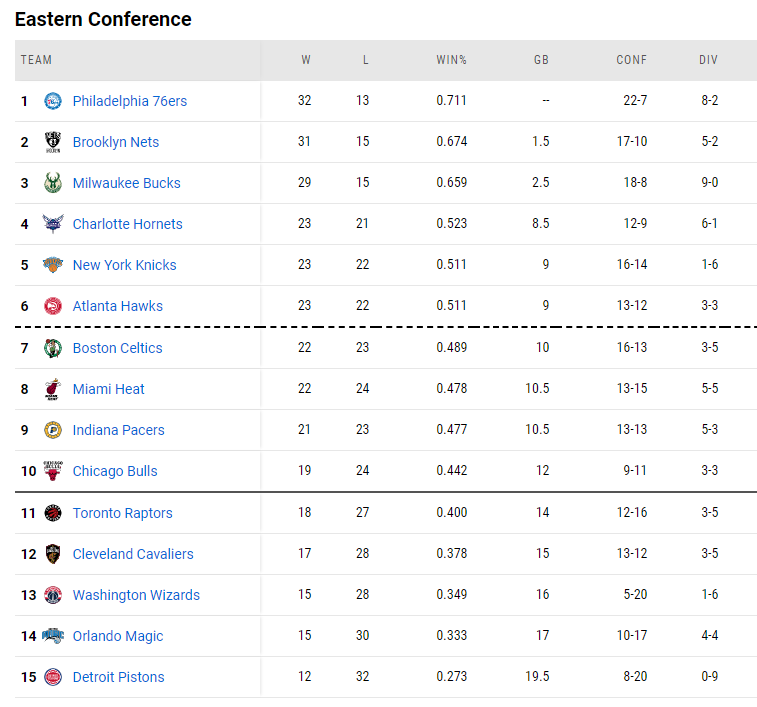 Eastern Conference
TEAM W L WIN% GB CONF DIV
1 Philadelphia 76ers 32 13 0.711 -- 22-7 8-2
2 Brooklyn Nets 31 15 0.674 1.5 17-10 5-2
3 Milwaukee Bucks 29 15 0.659 2.5 18-8 9-0
4 Charlotte Hornets 23 21 0.523 8.5 12-9 6-1
5 New York Knicks 23 22 0.511 9 16-14 1-6
6 Atlanta Hawks 23 22 0.511 9 13-12 3-3
7 Boston Celtics 22 23 0.489 10 16-13 3-5
8 Miami Heat 22 24 0.478 10.5 13-15 5-5
9 Indiana Pacers 21 23 0.477 10.5 13-13 5-3
10 Chicago Bulls 19 24 0.442 12 9-11 3-3
11 Toronto Raptors 18 27 0.400 14 12-16 3-5
12 Cleveland Cavaliers 17 28 0.378 15 13-12 3-5
13 Washington Wizards 15 28 0.349 16 5-20 1-6
14 Orlando Magic 15 30 0.333 17 10-17 4-4
15 Detroit Pistons 12 32 0.273 19.5 8-20 0-9